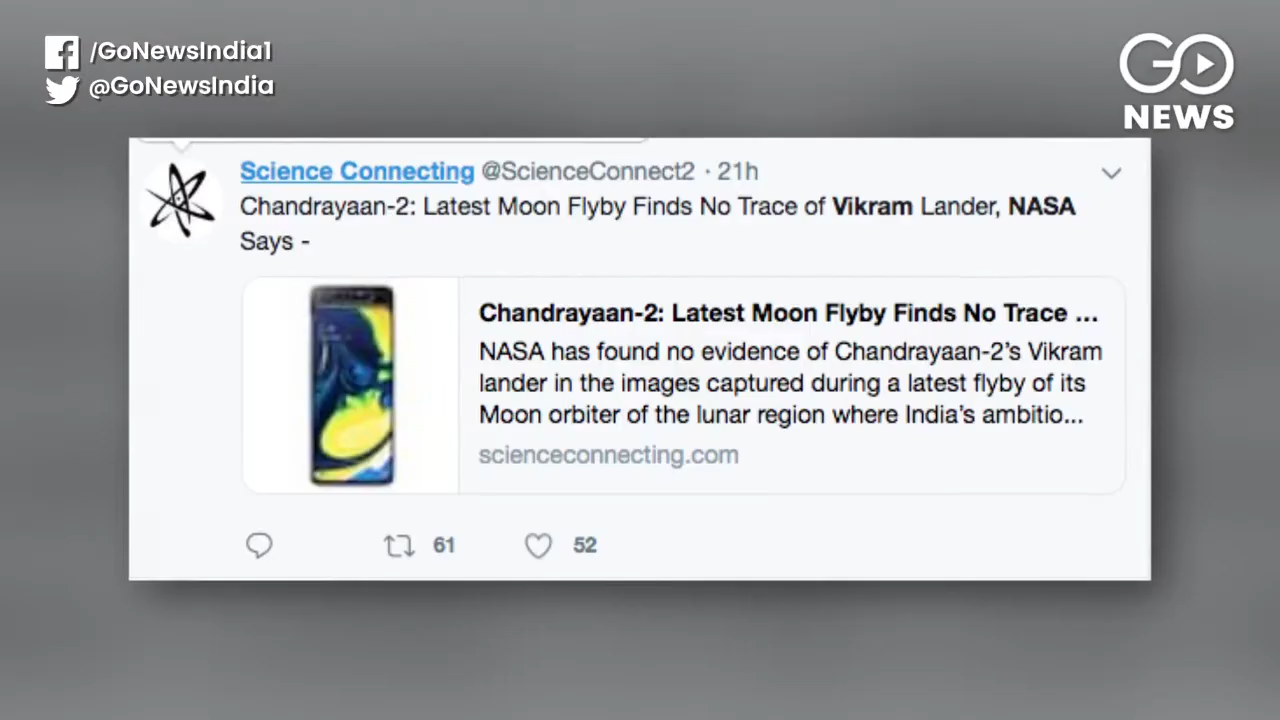 /GoNewsIndia1
@GoNewsIndia
GO
NEWS
Science Connecting @ScienceConnect2 · 21h
Chandrayaan-2: Latest Moon Flyby Finds No Trace of Vikram Lander, NASA
Says -
Chandrayaan-2: Latest Moon Flyby Finds No Trace ...
NASA has found no evidence of Chandrayaan-2's Vikram
lander in the images captured during a latest flyby of its
Moon orbiter of the lunar region where India's ambitio...
scienceconnecting.com
61
52